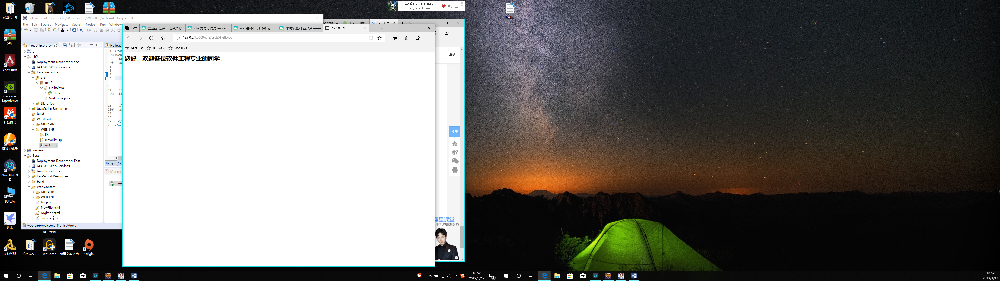 实验7、图
好压
Apex 英雄
GeForce
Experience
驱动精灵
雷神加速器
网易UU加速
器
此电脑
迅雷
多益战盟
杂七杂八
WeGame
新建文本文档
Origin
演示大师
eclipse-workspace - ch2/WebContent/WEB-INF/web.xml - Eclipse IDE
File Edit Source Navigate Search Project Run Window
Project Explorer
a
ch2
Deployment Descriptor: ch2
JAX-WS Web Services
Java Resources
src
test2
Hello.java
Hello
Welcome.java
Libraries
JavaScript Resources
build
WebContent
META-INF
WEB-INF
lib
NewFile.jsp
web.xml
Servers
Test
Deployment Descriptor: Test
JAX-WS Web Services
Java Resources
JavaScript Resources
build
WebContent
META-INF
WEB-INF
fail.jsp
NewFile.html
register.html
success.jsp
web-app/welcome-file-list/#text
Hello.jav
1 <?xm
2 <web
3 <d
4 <w
5
6
7
8
9
10
11 </w
12 <s
13
14
15 </
16 <s
17
18
19 </
20 </web
Design So
Markers
Tom
蓝墨云班课 - 班课资源
ch2编写与使用Servlet
web基本知识（补充）
平时实验作业报告——
127.0.0.1
127.0.0.1:8080/ch2/test2/Hello.do
蓝月传奇
屠龙战记
游戏中心
您好，欢迎各位软件工程专业的同学，
Little Do You Know
Campsite Dream
登录
分享
懂星课堂
手机成瘾怎么办
CH
中
18:52
2019/3/17
3
hello
18:52
2019/3/17